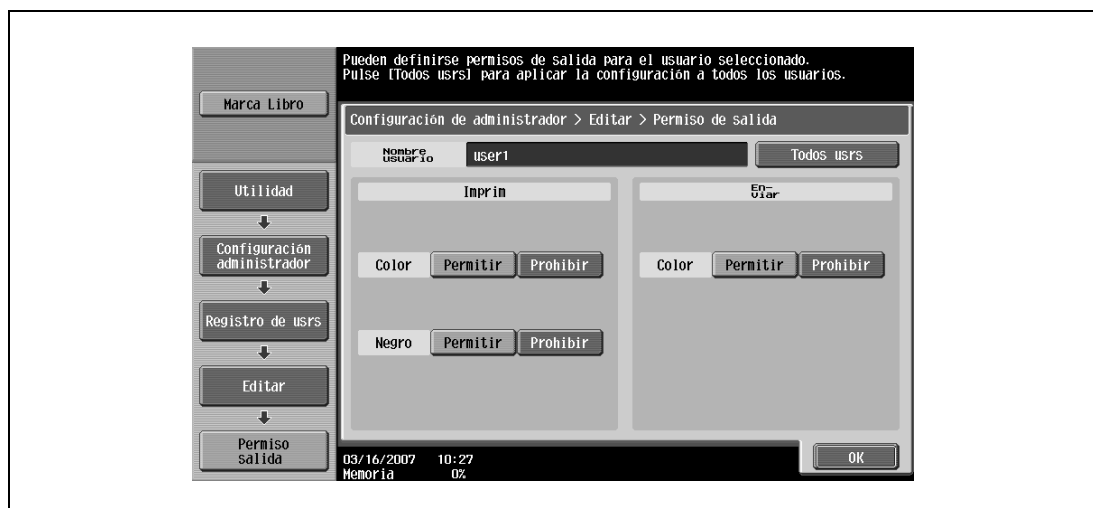 Pueden definirse permisos de salida para el usuario seleccionado.
Pulse [Todos usrs] para aplicar la configuración a todos los usuarios.
Marca Libro
Configuración de administrador > Editar > Permiso de salida
Nombre
usuario
user1
Todos usrs
Utilidad
Configuración
administrador
Registro de usrs
Editar
Permiso
salida
Imprim
Color Permitir Prohibir
Negro Permitir Prohibir
En-
viar
Color Permitir Prohibir
03/16/2007 10:27
Memoria 0%
OK